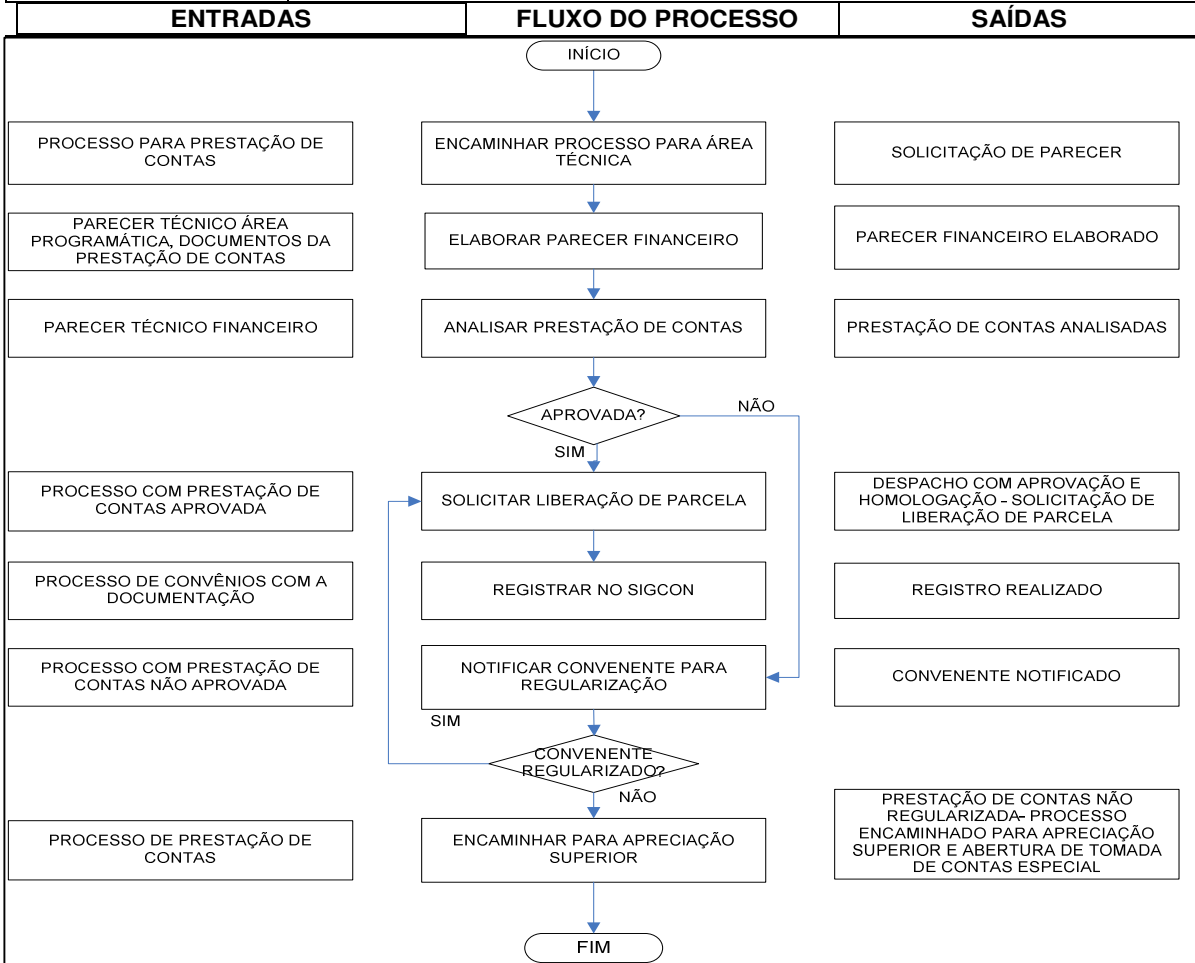 ENTRADAS
FLUXO DO PROCESSO
SAÍDAS
INÍCIO
PROCESSO PARA PRESTAÇÃO DE
CONTAS
ENCAMINHAR PROCESSO PARA ÁREA
TÉCNICA
SOLICITAÇÃO DE PARECER
PARECER TÉCNICO ÁREA
PROGRAMÁTICA, DOCUMENTOS DA
PRESTAÇÃO DE CONTAS
ELABORAR PARECER FINANCEIRO
PARECER FINANCEIRO ELABORADO
PARECER TÉCNICO FINANCEIRO
ANALISAR PRESTAÇÃO DE CONTAS
PRESTAÇÃO DE CONTAS ANALISADAS
APROVADA?
NÃO
SIM
PROCESSO COM PRESTAÇÃO DE
CONTAS APROVADA
SOLICITAR LIBERAÇÃO DE PARCELA
DESPACHO COM APROVAÇÃO E
HOMOLOGAÇÃO - SOLICITAÇÃO DE
LIBERAÇÃO DE PARCELA
PROCESSO DE CONVÊNIOS COM A
DOCUMENTAÇÃO
REGISTRAR NO SIGCON
REGISTRO REALIZADO
PROCESSO COM PRESTAÇÃO DE
CONTAS NÃO APROVADA
NOTIFICAR CONVENENTE PARA
REGULARIZAÇÃO
CONVENENTE NOTIFICADO
SIM
CONVENENTE
REGULARIZADO?
NÃO
PROCESSO DE PRESTAÇÃO DE
CONTAS
ENCAMINHAR PARA APRECIAÇÃO
SUPERIOR
PRESTAÇÃO DE CONTAS NÃO
REGULARIZADA- PROCESSO
ENCAMINHADO PARA APRECIAÇÃO
SUPERIOR E ABERTURA DE TOMADA
DE CONTAS ESPECIAL
FIM